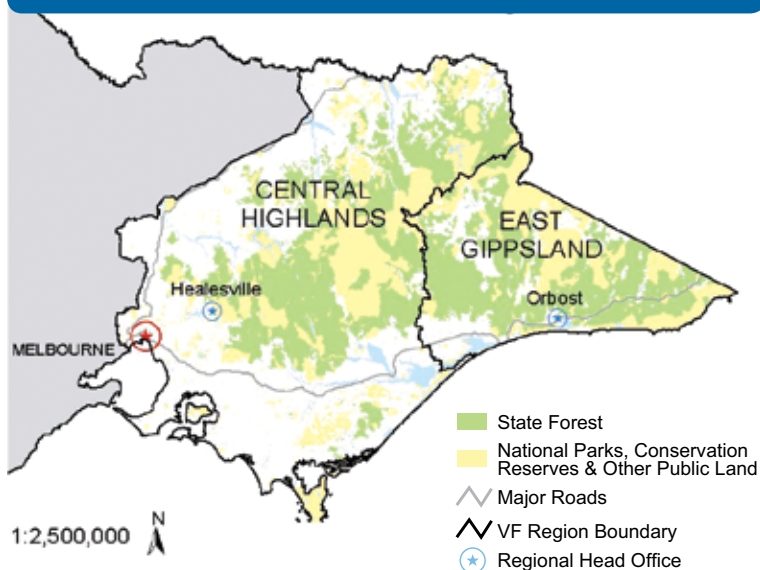 CENTRAL
HIGHLANDS
EAST
GIPPSLAND
Healesville
Orbost
MELBOURNE
State Forest
National Parks, Conservation
Reserves & Other Public Land
Major Roads
VF Region Boundary
Regional Head Office
1:2,500,000
N